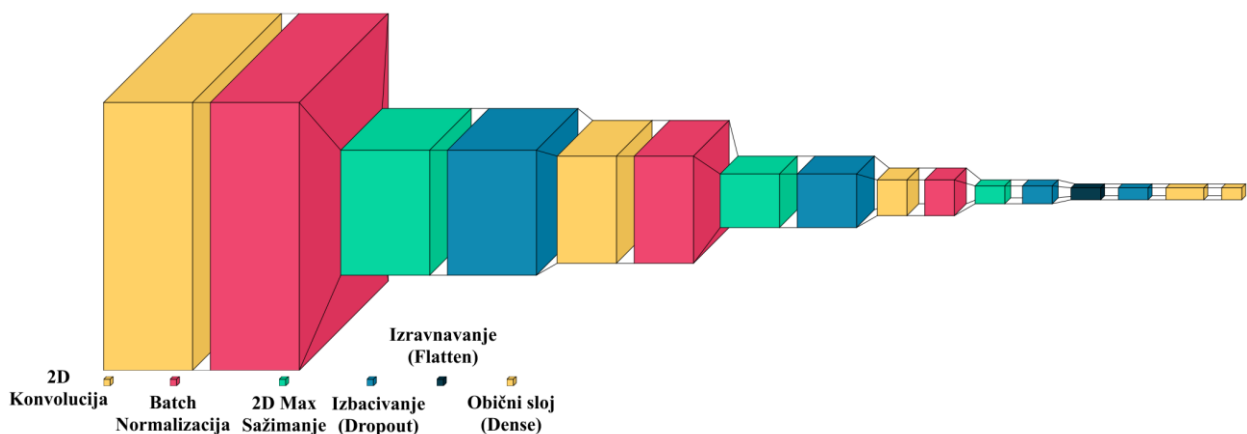 2D
Konvolucija
Batch
Normalizacija
2D Max
Sažimanje
Izbacivanje
(Dropout)
Izravnavanje
(Flatten)
Obični sloj
(Dense)